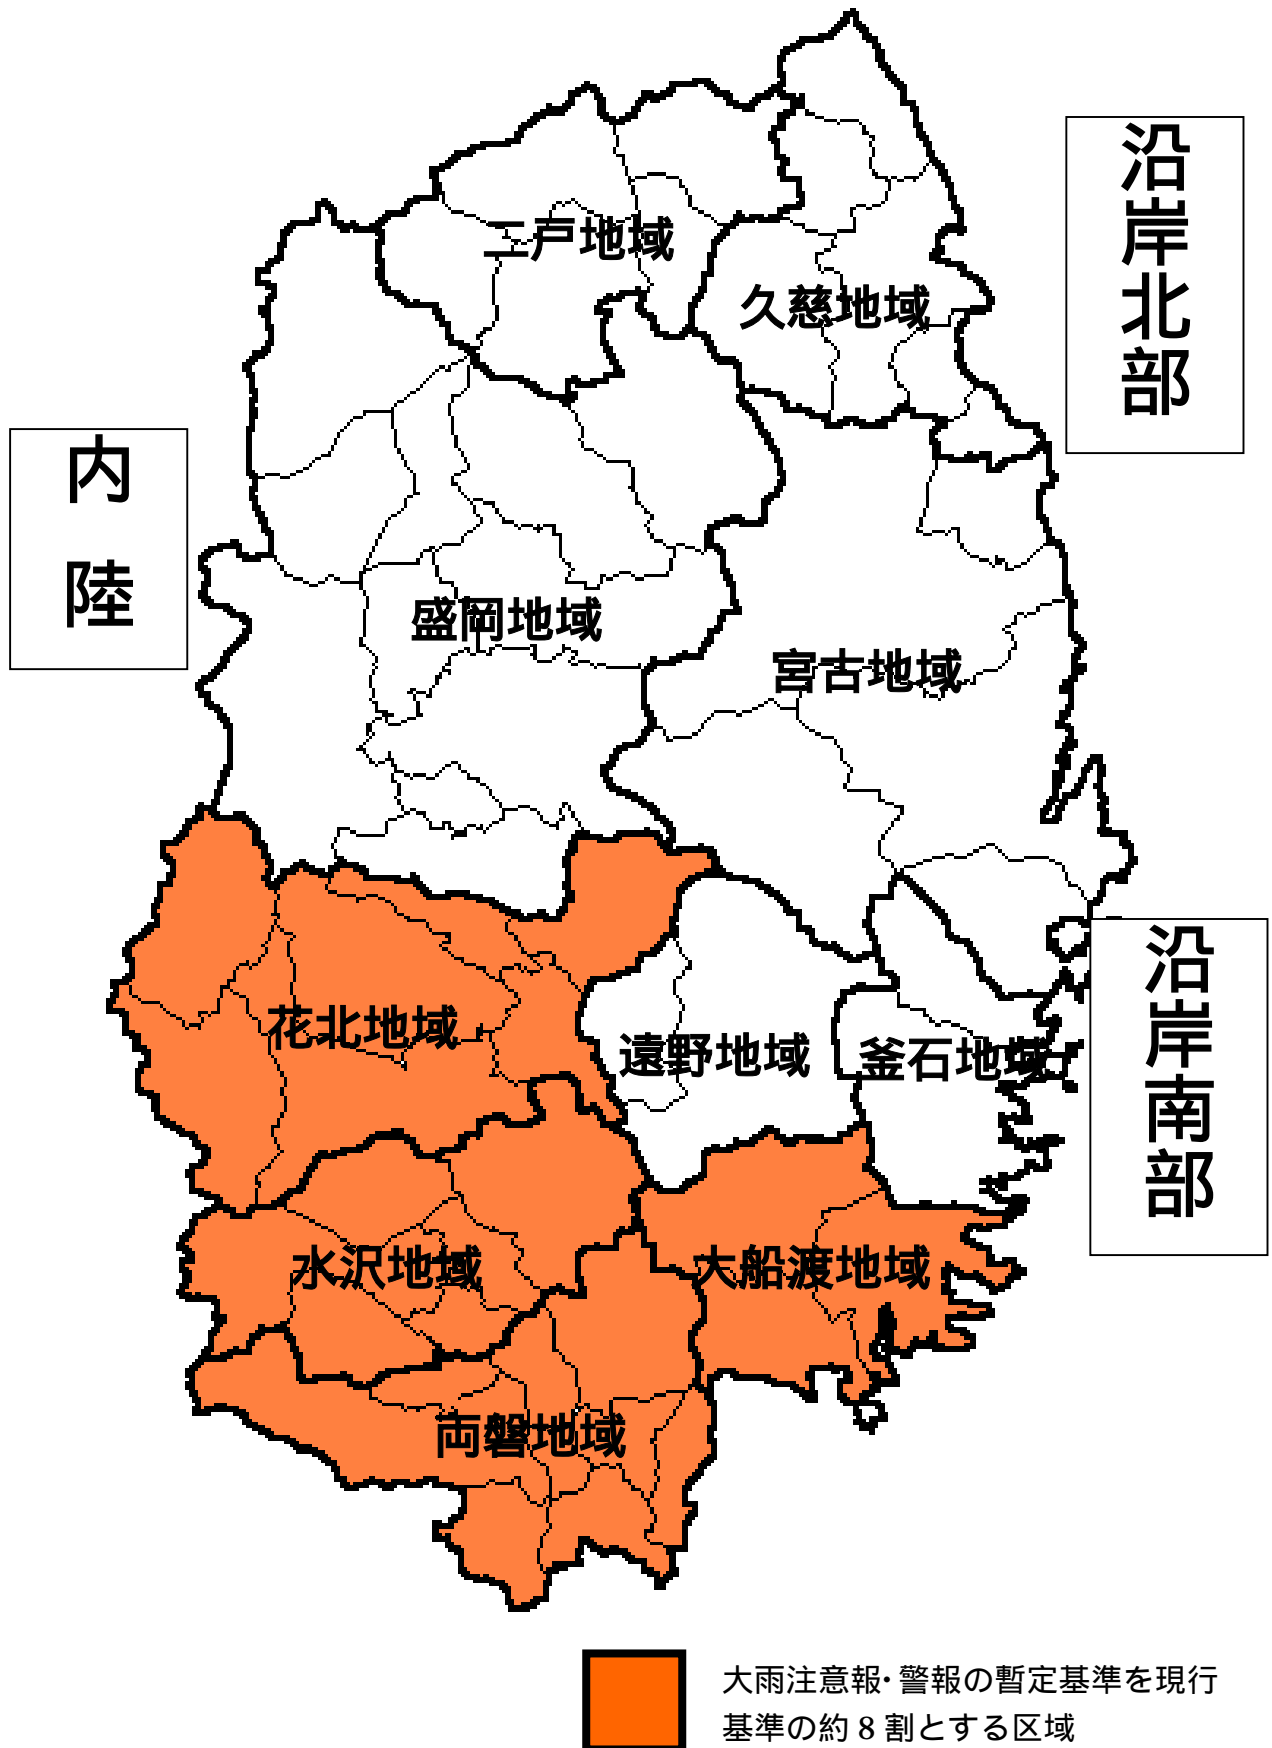 沿岸北部
二戸地域
久慈地域
内陸
盛岡地域
宮古地域
沿岸南部
花北地域
遠野地域
釜石地域
水沢地域
大船渡地域
両磐地域
大雨注意報・警報の暫定基準を現行
基準の約 8 割とする区域